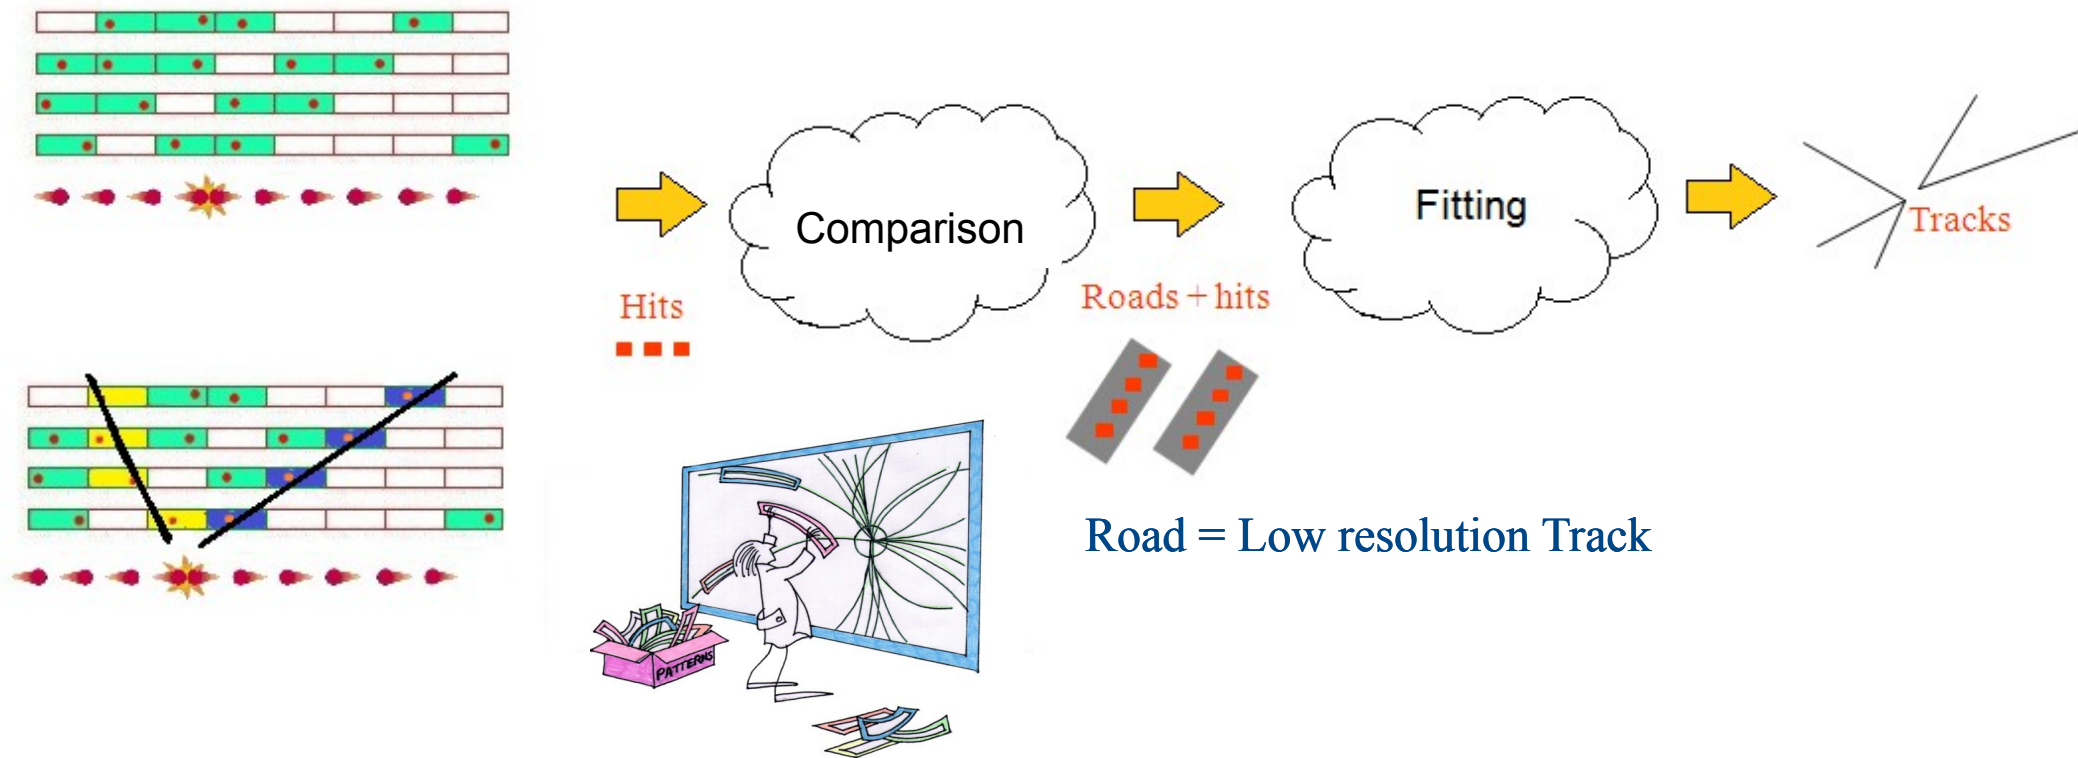 Comparison
Fitting
Tracks
Hits
Roads + hits
Road = Low resolution Track
PATTERNS